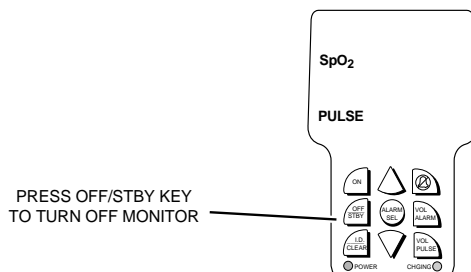 SpO2
PULSE
ON
OFF
STBY
ALARM
SEL
VOL
ALARM
PRESS OFF/STBY KEY
TO TURN OFF MONITOR
I.D.
CLEAR
VOL
PULSE
POWER
CHGING